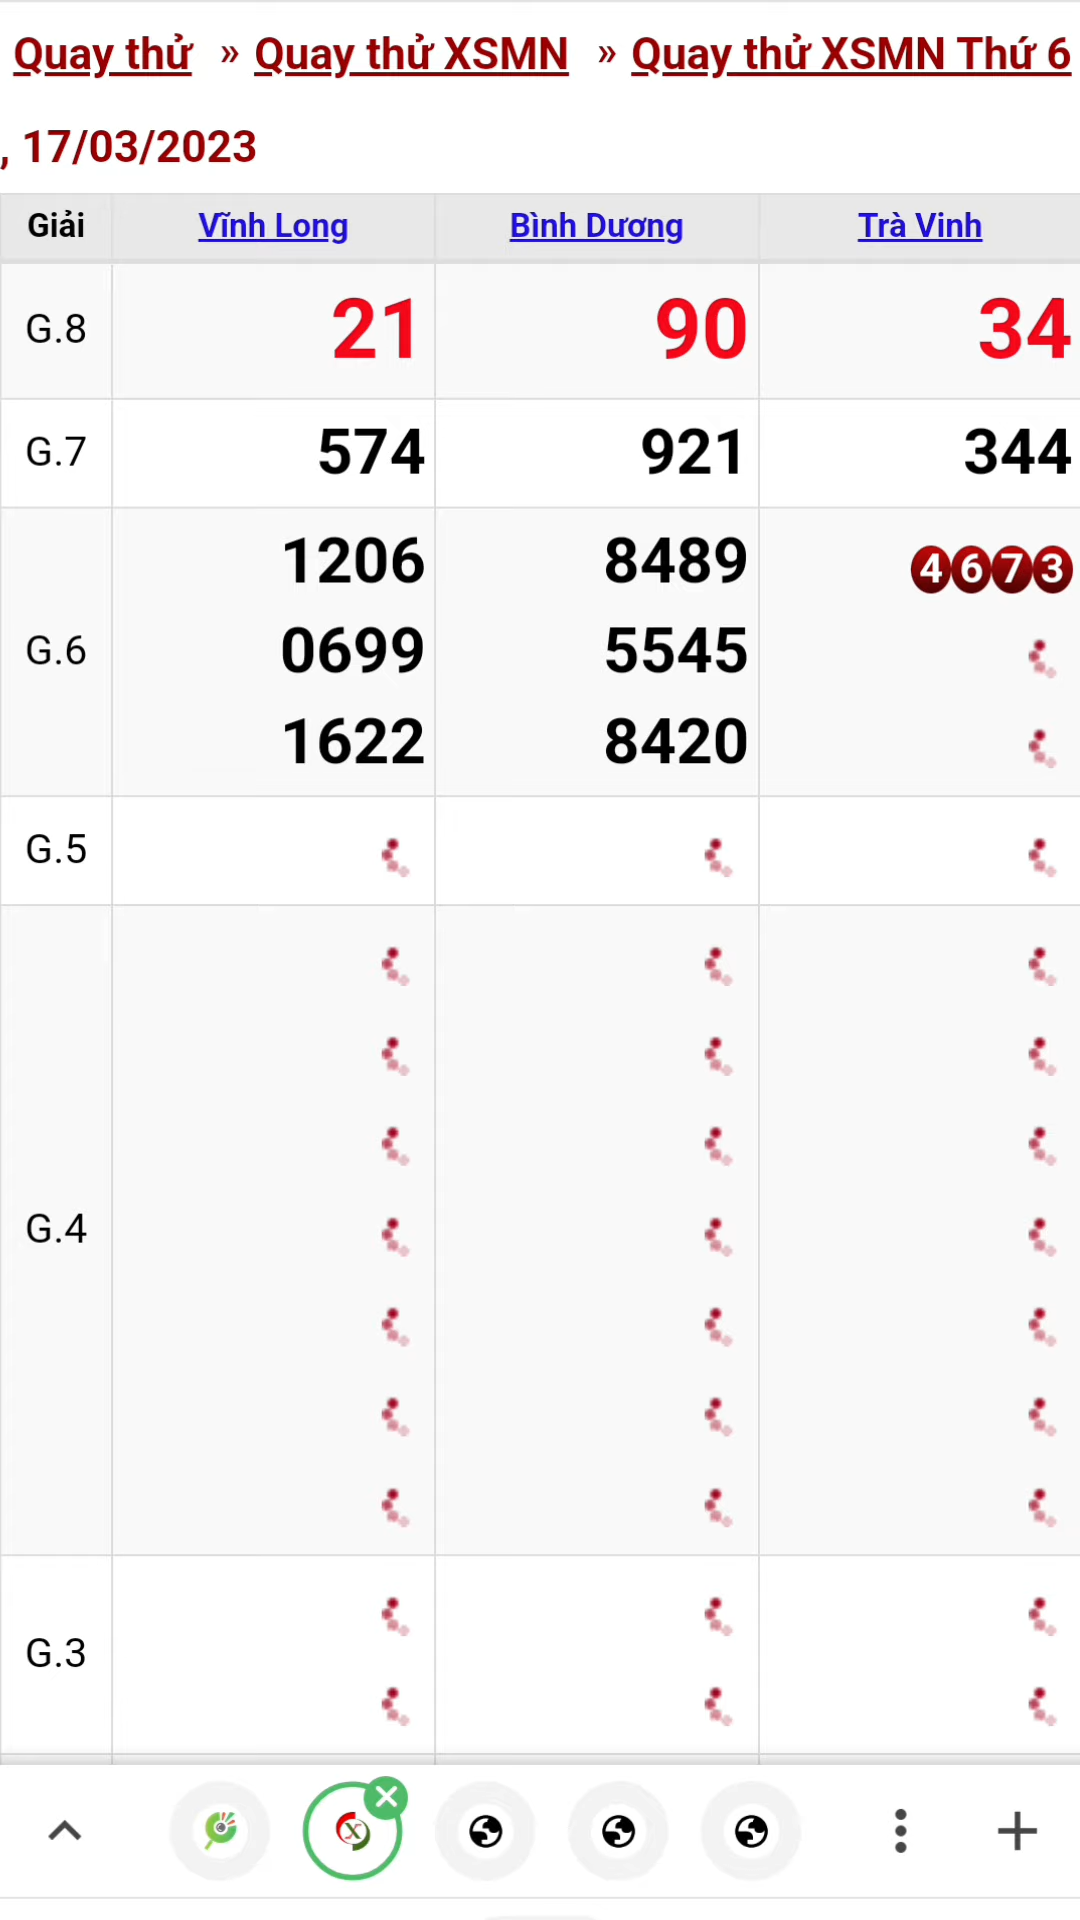 Quay thử » Quay thử XSMN » Quay thử XSMN Thứ 6
, 17/03/2023
Giải Vĩnh Long Bình Dương Trà Vinh
G.8 21 90 34
G.7 574 921 344
G.6 1206 8489 4673
0699 5545
1622 8420
G.5
G.4
G.3